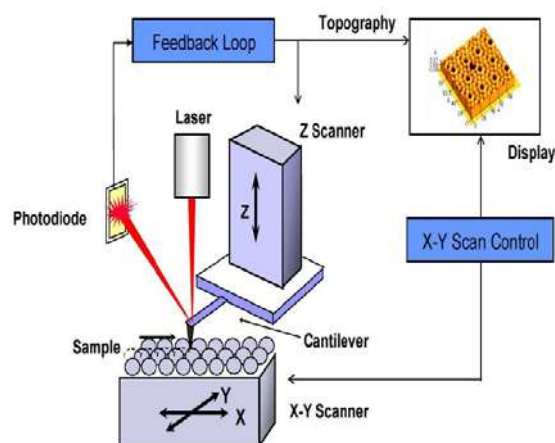 Feedback Loop
Topography
Laser
Z Scanner
Display
Photodiode
Z
X-Y Scan Control
Sample
Cantilever
Y
X
X-Y Scanner